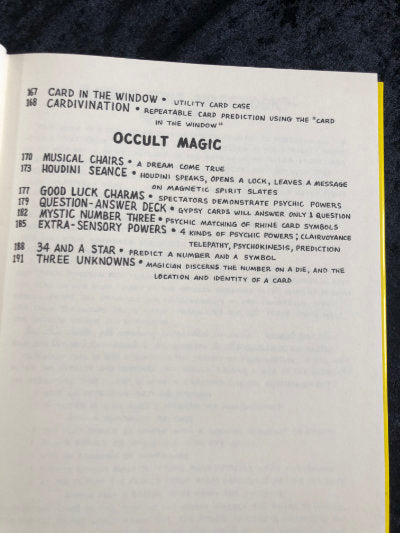 167 CARD IN THE WINDOW • UTILITY CARD CASE
168 CARDIVINATION • REPEATABLE CARD PREDICTION USING THE "CARD
IN THE WINDOW"
OCCULT MAGIC
170 MUSICAL CHAIRS • A DREAM COME TRUE
173 HOUDINI SEANCE • HOUDINI SPEAKS, OPENS A LOCK, LEAVES A MESSAGE
ON MAGNETIC SPIRIT SLATES
177 GOOD LUCK CHARMS • SPECTATORS DEMONSTRATE PSYCHIC POWERS
179 QUESTION-ANSWER DECK • GYPSY CARDS WILL ANSWER ONLY 1 QUESTION
182 MYSTIC NUMBER THREE • PSYCHIC MATCHING OF RHINE CARD SYMBOLS
185 EXTRA-SENSORY POWERS • 4 KINDS OF PSYCHIC POWERS; CLAIRVOYANCE
TELEPATHY, PSYCHOKINESIS, PREDICTION
188 34 AND A STAR • PREDICT A NUMBER AND A SYMBOL
191 THREE UNKNOWNS • MAGICIAN DISCERNS THE NUMBER ON A DIE, AND THE
LOCATION AND IDENTITY OF A CARD